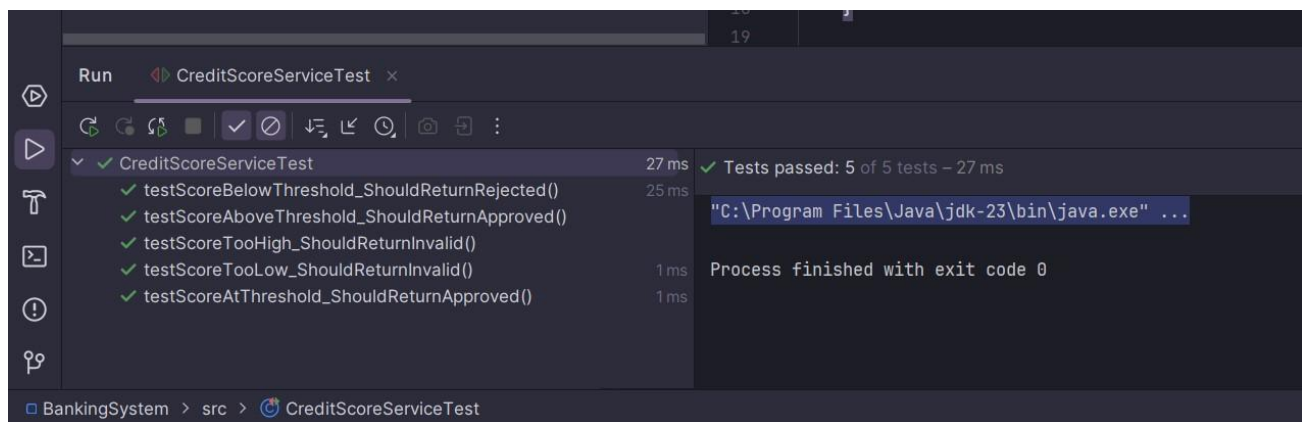 19
Run CreditScoreServiceTest ×
CreditScoreServiceTest 27 ms
Tests passed: 5 of 5 tests – 27 ms
testScoreBelowThreshold_ShouldReturnRejected() 25 ms
testScoreAboveThreshold_ShouldReturnApproved()
testScoreTooHigh_ShouldReturnInvalid()
testScoreTooLow_ShouldReturnInvalid() 1 ms
testScoreAtThreshold_ShouldReturnApproved() 1 ms
"C:\Program Files\Java\jdk-23\bin\java.exe" ...
Process finished with exit code 0
BankingSystem > src > CreditScoreServiceTest